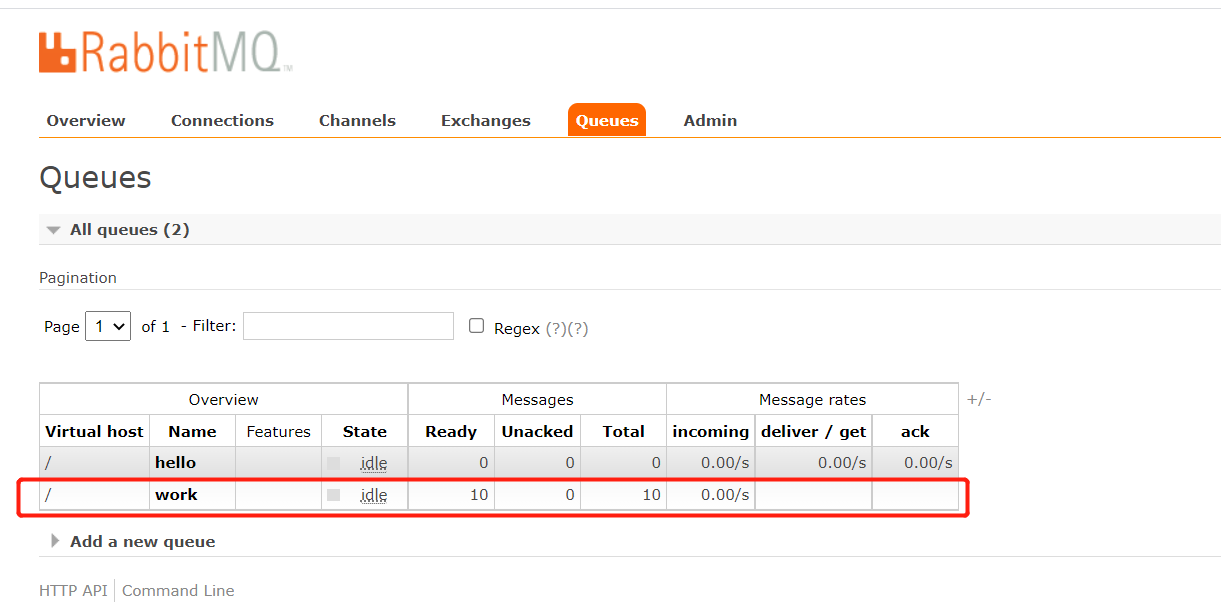 RabbitMQ TM
Overview Connections Channels Exchanges Queues Admin
Queues
All queues (2)
Pagination
Page 1 of 1 - Filter: Regex (?)(?)
Overview Messages Message rates +/-
Virtual host Name Features State Ready Unacked Total incoming deliver / get ack
/ hello idle 0 0 0 0.00/s 0.00/s 0.00/s
/ work idle 10 0 10 0.00/s
Add a new queue
HTTP API Command Line